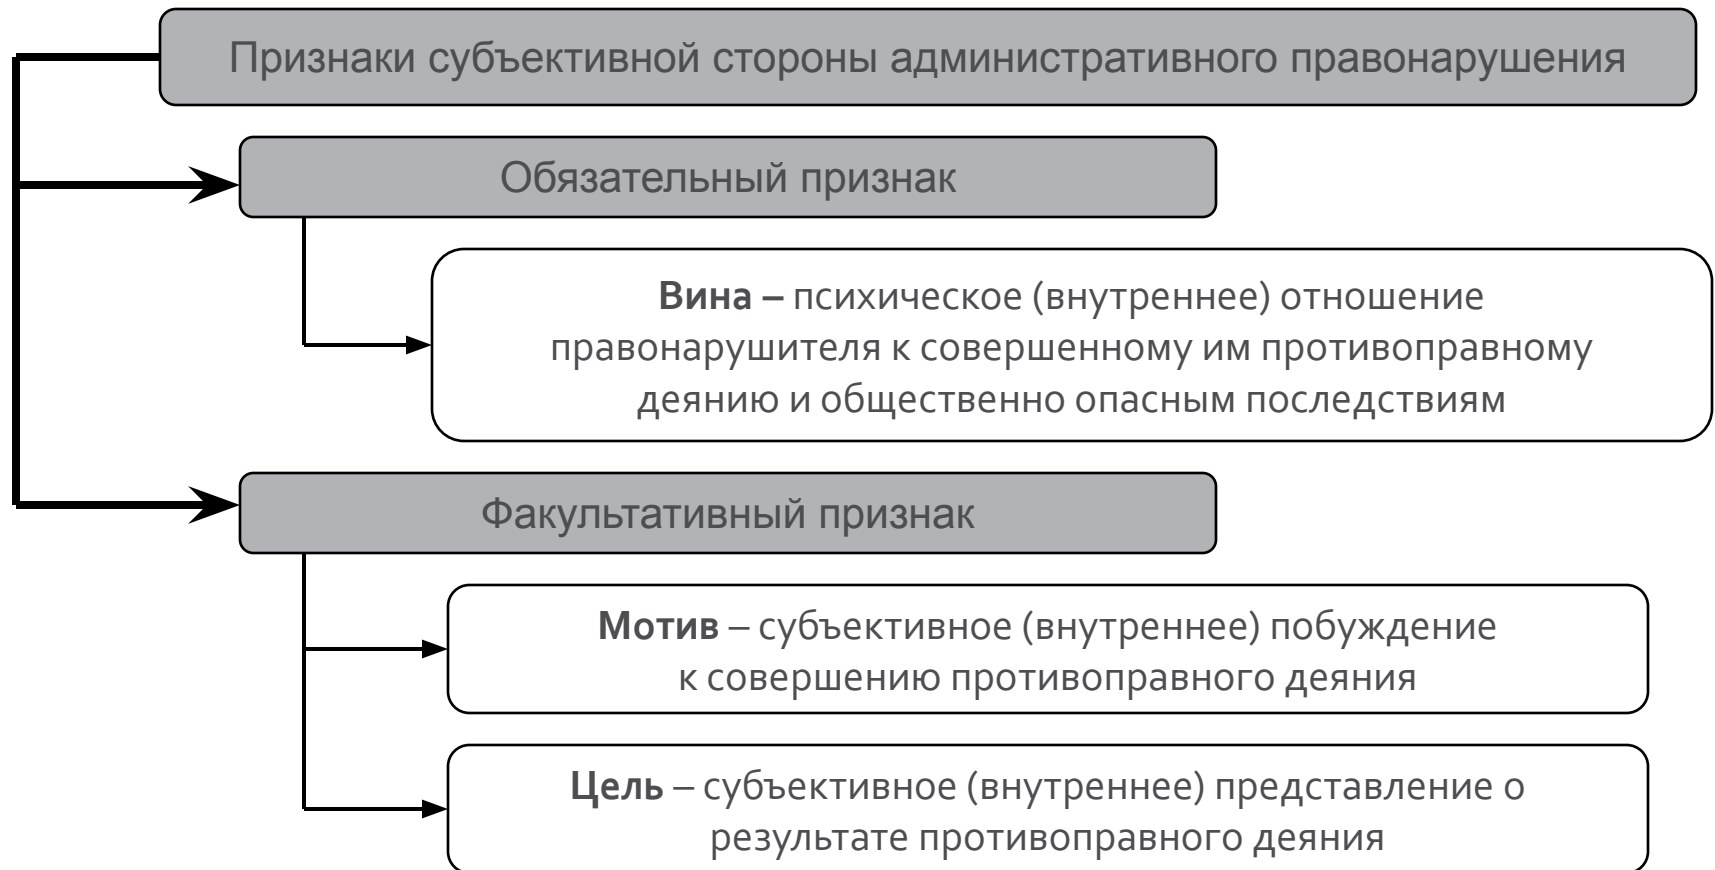 Признаки субъективной стороны административного правонарушения
Обязательный признак
Вина – психическое (внутреннее) отношение
правонарушителя к совершенному им противоправному
деянию и общественно опасным последствиям
Факультативный признак
Мотив – субъективное (внутреннее) побуждение
к совершению противоправного деяния
Цель – субъективное (внутреннее) представление о
результате противоправного деяния